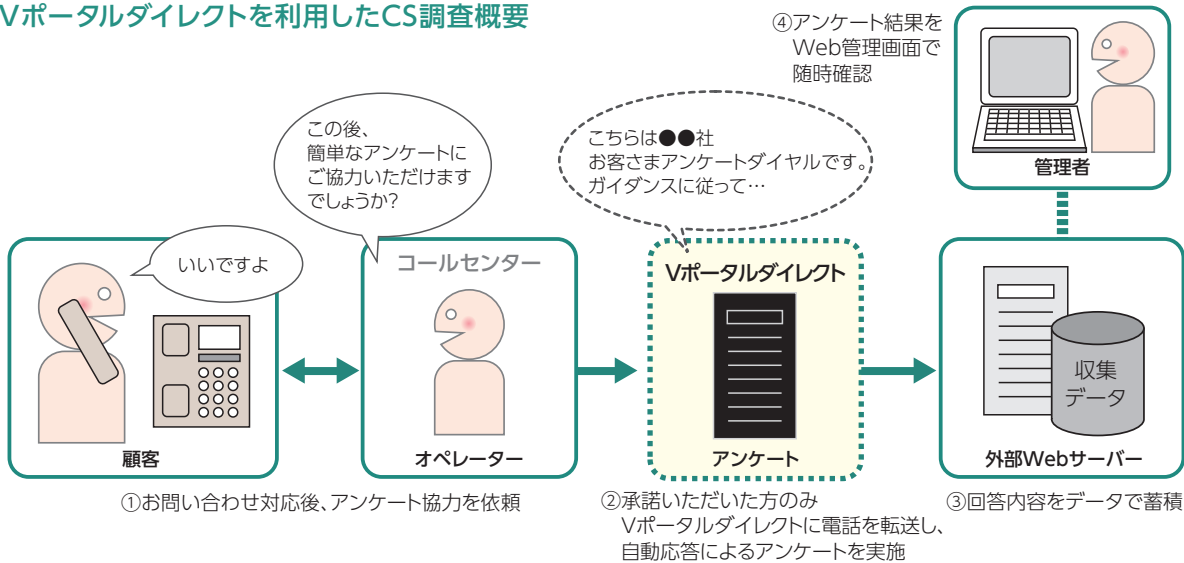 Vポータルダイレクトを利用したCS調査概要
④アンケート結果を
Web管理画面で
随時確認
管理者
この後、
簡単なアンケートに
ご協力いただけます
でしょうか?
こちらは●●社
お客さまアンケートダイヤルです。
ガイダンスに従って…
いいですよ
顧客
コールセンター
オペレーター
Vポータルダイレクト
アンケート
収集
データ
外部Webサーバー
①お問い合わせ対応後、アンケート協力を依頼
②承諾いただいた方のみ
Vポータルダイレクトに電話を転送し、
自動応答によるアンケートを実施
③回答内容をデータで蓄積